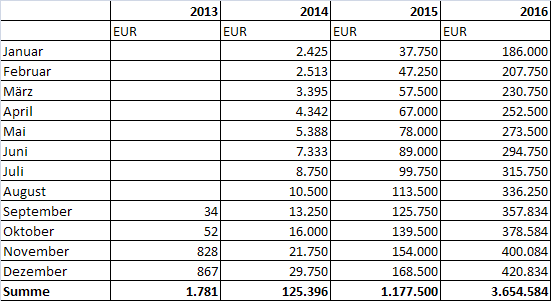 2013 2014 2015 2016
EUR EUR EUR EUR
Januar 2.425 37.750 186.000
Februar 2.513 47.250 207.750
März 3.395 57.500 230.750
April 4.342 67.000 252.500
Mai 5.388 78.000 273.500
Juni 7.333 89.000 294.750
Juli 8.750 99.750 315.750
August 10.500 113.500 336.250
September 34 13.250 125.750 357.834
Oktober 52 16.000 139.500 378.584
November 828 21.750 154.000 400.084
Dezember 867 29.750 168.500 420.834
Summe 1.781 125.396 1.177.500 3.654.584